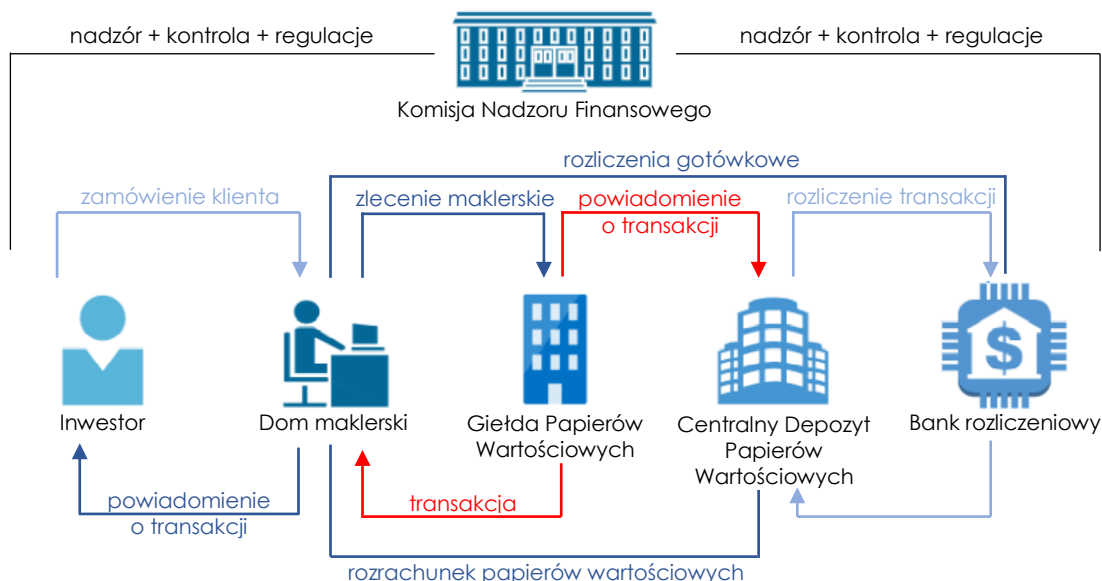 nadzór + kontrola + regulacje
nadzór + kontrola + regulacje
Komisja Nadzoru Finansowego
rozliczenia gotówkowe
zamówienie klienta
zlecenie maklerskie
powiadomienie
o transakcji
rozliczenie transakcji
$
Inwestor
Dom maklerski
Giełda Papierów
Wartościowych
Centralny Depozyt
Papierów
Wartościowych
Bank rozliczeniowy
powiadomienie
o transakcji
transakcja
rozrachunek papierów wartościowych